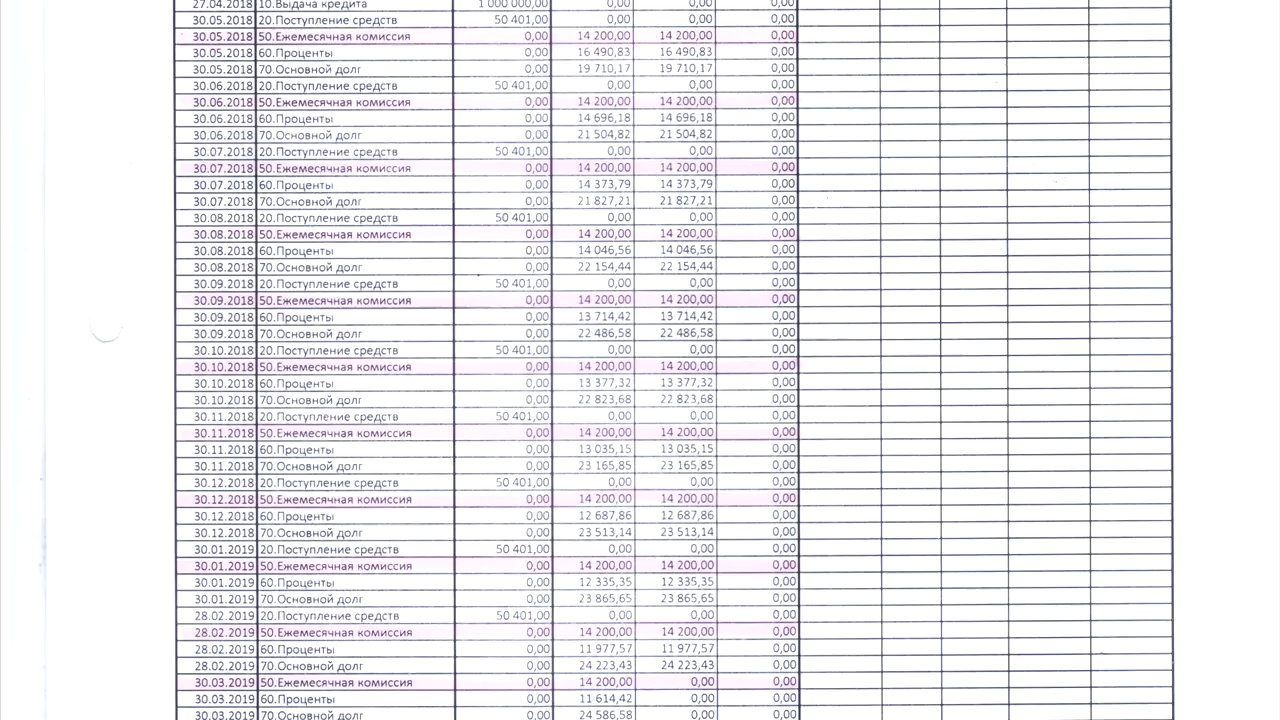 27.04.2018 10.Выдача кредита 1 000 000,00 0,00 0,00 0,00
30.05.2018 20.Поступление средств 50 401,00 0,00 0,00 0,00
30.05.2018 50.Ежемесячная комиссия 0,00 14 200,00 14 200,00 0,00
30.05.2018 60.Проценты 0,00 16 490,83 16 490,83 0,00
30.05.2018 70.Основной долг 0,00 19 710,17 19 710,17 0,00
30.06.2018 20.Поступление средств 50 401,00 0,00 0,00 0,00
30.06.2018 50.Ежемесячная комиссия 0,00 14 200,00 14 200,00 0,00
30.06.2018 60.Проценты 0,00 14 696,18 14 696,18 0,00
30.06.2018 70.Основной долг 0,00 21 504,82 21 504,82 0,00
30.07.2018 20.Поступление средств 50 401,00 0,00 0,00 0,00
30.07.2018 50.Ежемесячная комиссия 0,00 14 200,00 14 200,00 0,00
30.07.2018 60.Проценты 0,00 14 373,79 14 373,79 0,00
30.07.2018 70.Основной долг 0,00 21 827,21 21 827,21 0,00
30.08.2018 20.Поступление средств 50 401,00 0,00 0,00 0,00
30.08.2018 50.Ежемесячная комиссия 0,00 14 200,00 14 200,00 0,00
30.08.2018 60.Проценты 0,00 14 046,56 14 046,56 0,00
30.08.2018 70.Основной долг 0,00 22 154,44 22 154,44 0,00
30.09.2018 20.Поступление средств 50 401,00 0,00 0,00 0,00
30.09.2018 50.Ежемесячная комиссия 0,00 14 200,00 14 200,00 0,00
30.09.2018 60.Проценты 0,00 13 714,42 13 714,42 0,00
30.09.2018 70.Основной долг 0,00 22 486,58 22 486,58 0,00
30.10.2018 20.Поступление средств 50 401,00 0,00 0,00 0,00
30.10.2018 50.Ежемесячная комиссия 0,00 14 200,00 14 200,00 0,00
30.10.2018 60.Проценты 0,00 13 377,32 13 377,32 0,00
30.10.2018 70.Основной долг 0,00 22 823,68 22 823,68 0,00
30.11.2018 20.Поступление средств 50 401,00 0,00 0,00 0,00
30.11.2018 50.Ежемесячная комиссия 0,00 14 200,00 14 200,00 0,00
30.11.2018 60.Проценты 0,00 13 035,15 13 035,15 0,00
30.11.2018 70.Основной долг 0,00 23 165,85 23 165,85 0,00
30.12.2018 20.Поступление средств 50 401,00 0,00 0,00 0,00
30.12.2018 50.Ежемесячная комиссия 0,00 14 200,00 14 200,00 0,00
30.12.2018 60.Проценты 0,00 12 687,86 12 687,86 0,00
30.12.2018 70.Основной долг 0,00 23 513,14 23 513,14 0,00
30.01.2019 20.Поступление средств 50 401,00 0,00 0,00 0,00
30.01.2019 50.Ежемесячная комиссия 0,00 14 200,00 14 200,00 0,00
30.01.2019 60.Проценты 0,00 12 335,35 12 335,35 0,00
30.01.2019 70.Основной долг 0,00 23 865,65 23 865,65 0,00
28.02.2019 20.Поступление средств 50 401,00 0,00 0,00 0,00
28.02.2019 50.Ежемесячная комиссия 0,00 14 200,00 14 200,00 0,00
28.02.2019 60.Проценты 0,00 11 977,57 11 977,57 0,00
28.02.2019 70.Основной долг 0,00 24 223,43 24 223,43 0,00
30.03.2019 50.Ежемесячная комиссия 0,00 14 200,00 0,00 0,00
30.03.2019 60.Проценты 0,00 11 614,42 0,00 0,00
30.03.2019 70.Основной долг 0,00 24 586,58 0,00 0,00